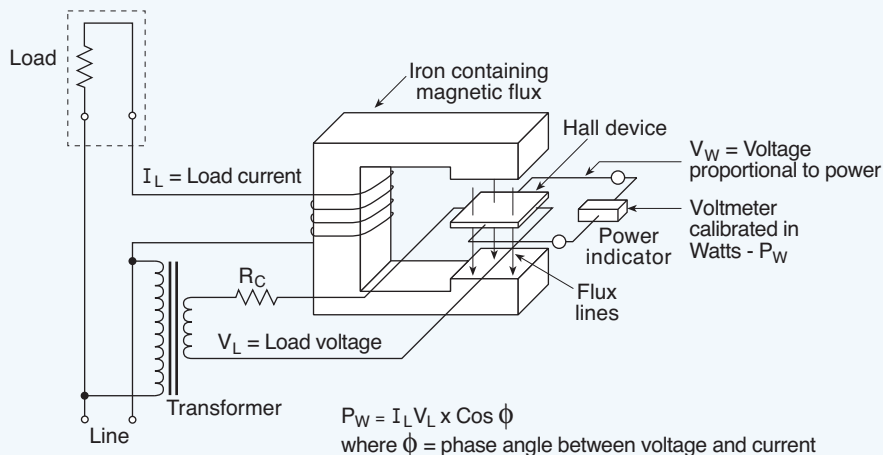 Load
Iron containing
magnetic flux
Hall device
V_W = Voltage
proportional to power
I_L = Load current
Voltmeter
calibrated in
Watts - P_W
Power
indicator
R_C
Flux
lines
V_L = Load voltage
Transformer
Line
P_W = I_L V_L x Cos ϕ
where ϕ = phase angle between voltage and current